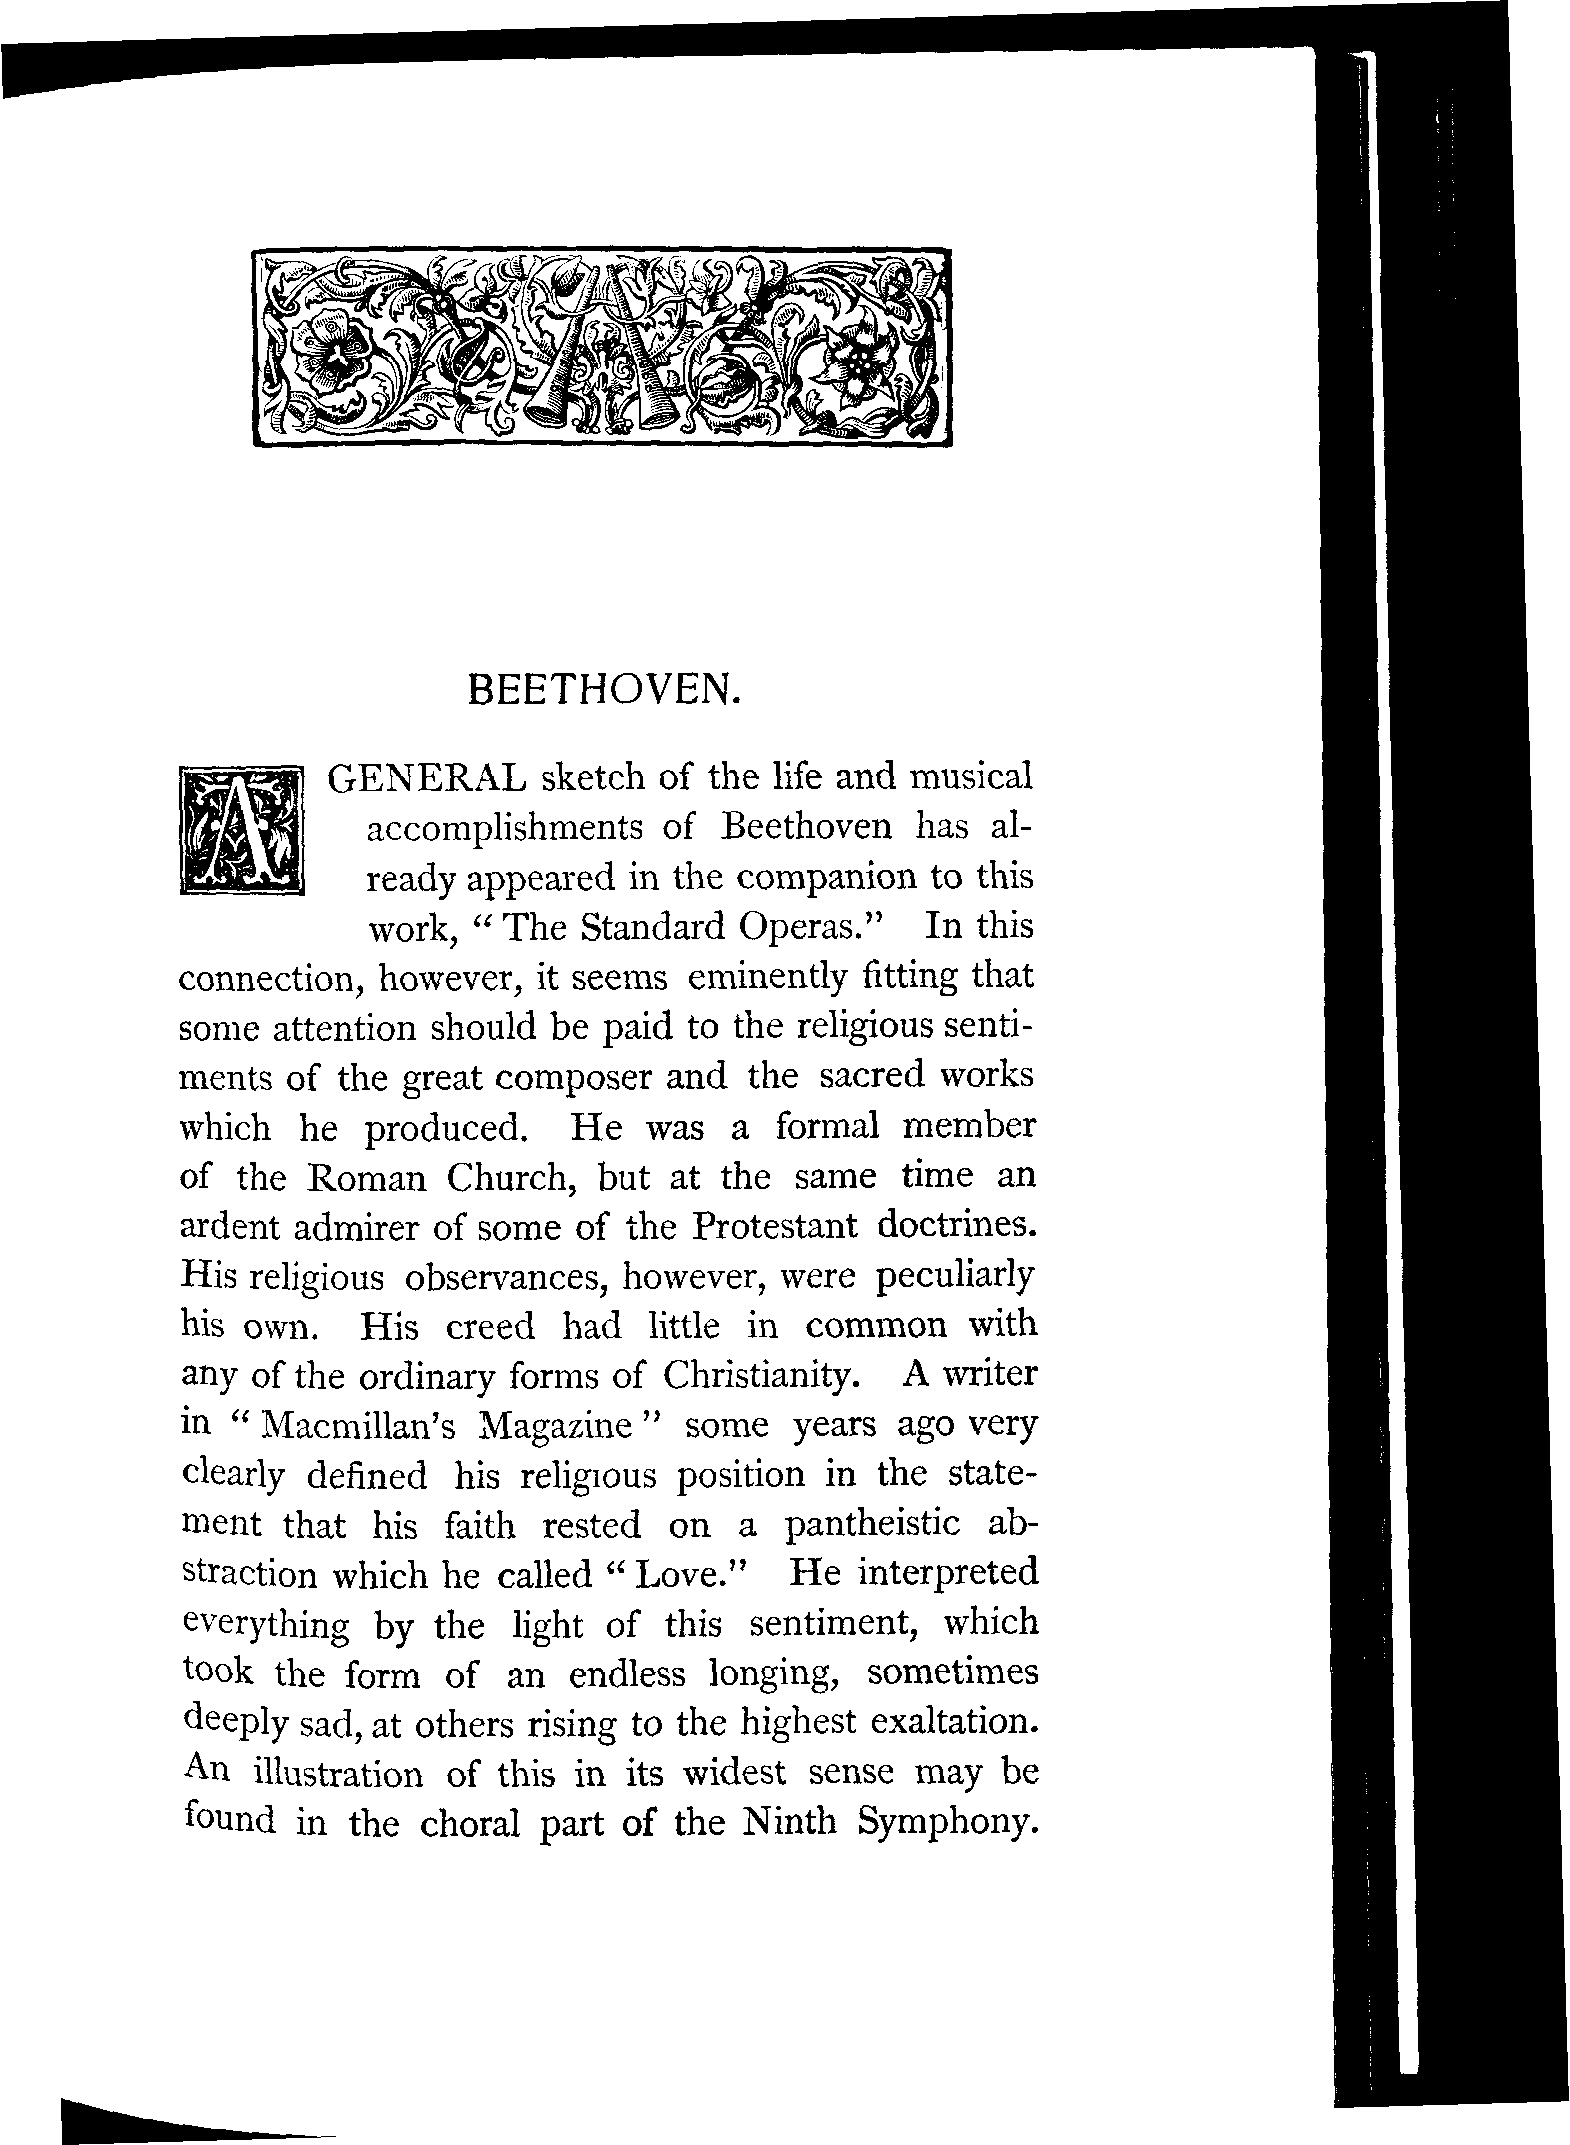 BEETHOVEN.
A GENERAL sketch of the life and musical
accomplishments of Beethoven has al-
ready appeared in the companion to this
work, “ The Standard Operas.” In this
connection, however, it seems eminently fitting that
some attention should be paid to the religious senti-
ments of the great composer and the sacred works
which he produced. He was a formal member
of the Roman Church, but at the same time an
ardent admirer of some of the Protestant doctrines.
His religious observances, however, were peculiarly
his own. His creed had little in common with
any of the ordinary forms of Christianity. A writer
in “ Macmillan's Magazine ” some years ago very
clearly defined his religious position in the state-
ment that his faith rested on a pantheistic ab-
straction which he called “ Love.” He interpreted
everything by the light of this sentiment, which
took the form of an endless longing, sometimes
deeply sad, at others rising to the highest exaltation.
An illustration of this in its widest sense may be
found in the choral part of the Ninth Symphony.